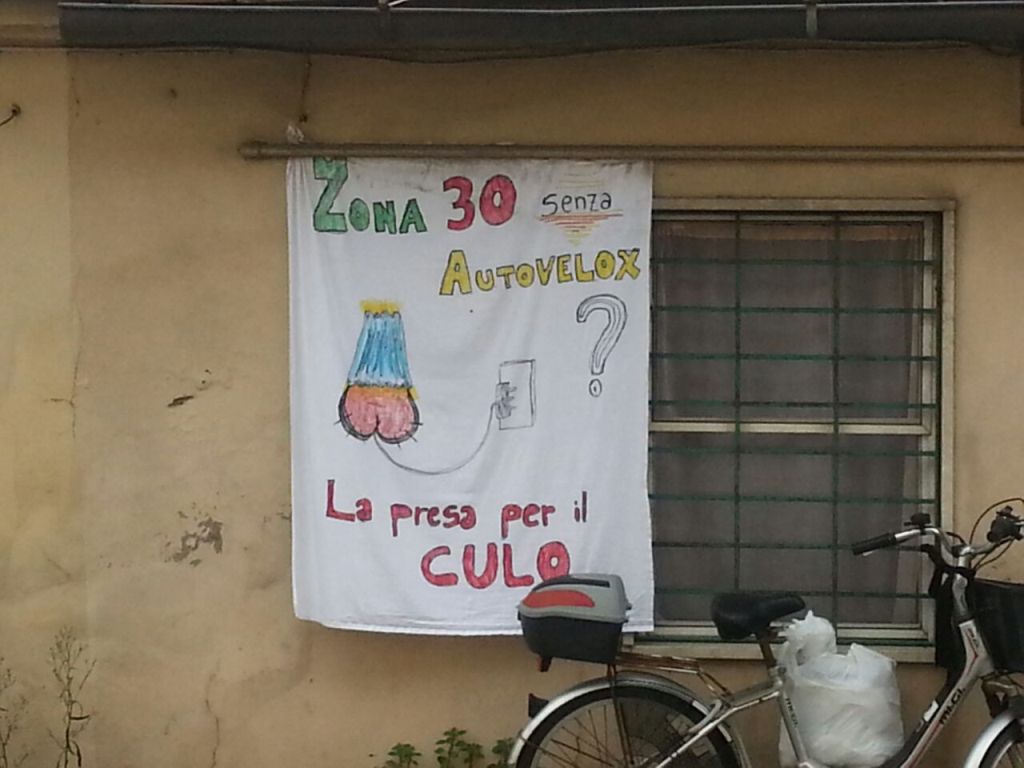 ZONA 30 senza
AUTOVELOX
?
La presa per il
CULO